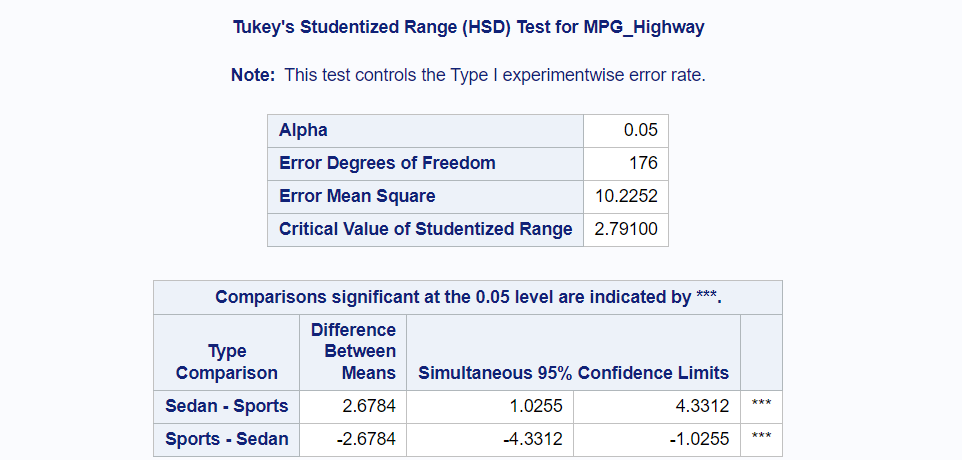 Tukey's Studentized Range (HSD) Test for MPG_Highway
Note: This test controls the Type I experimentwise error rate.
Alpha 0.05
Error Degrees of Freedom 176
Error Mean Square 10.2252
Critical Value of Studentized Range 2.79100
Comparisons significant at the 0.05 level are indicated by ***.
Type Comparison Difference Between Means Simultaneous 95% Confidence Limits
Sedan - Sports 2.6784 1.0255 4.3312 ***
Sports - Sedan -2.6784 -4.3312 -1.0255 ***